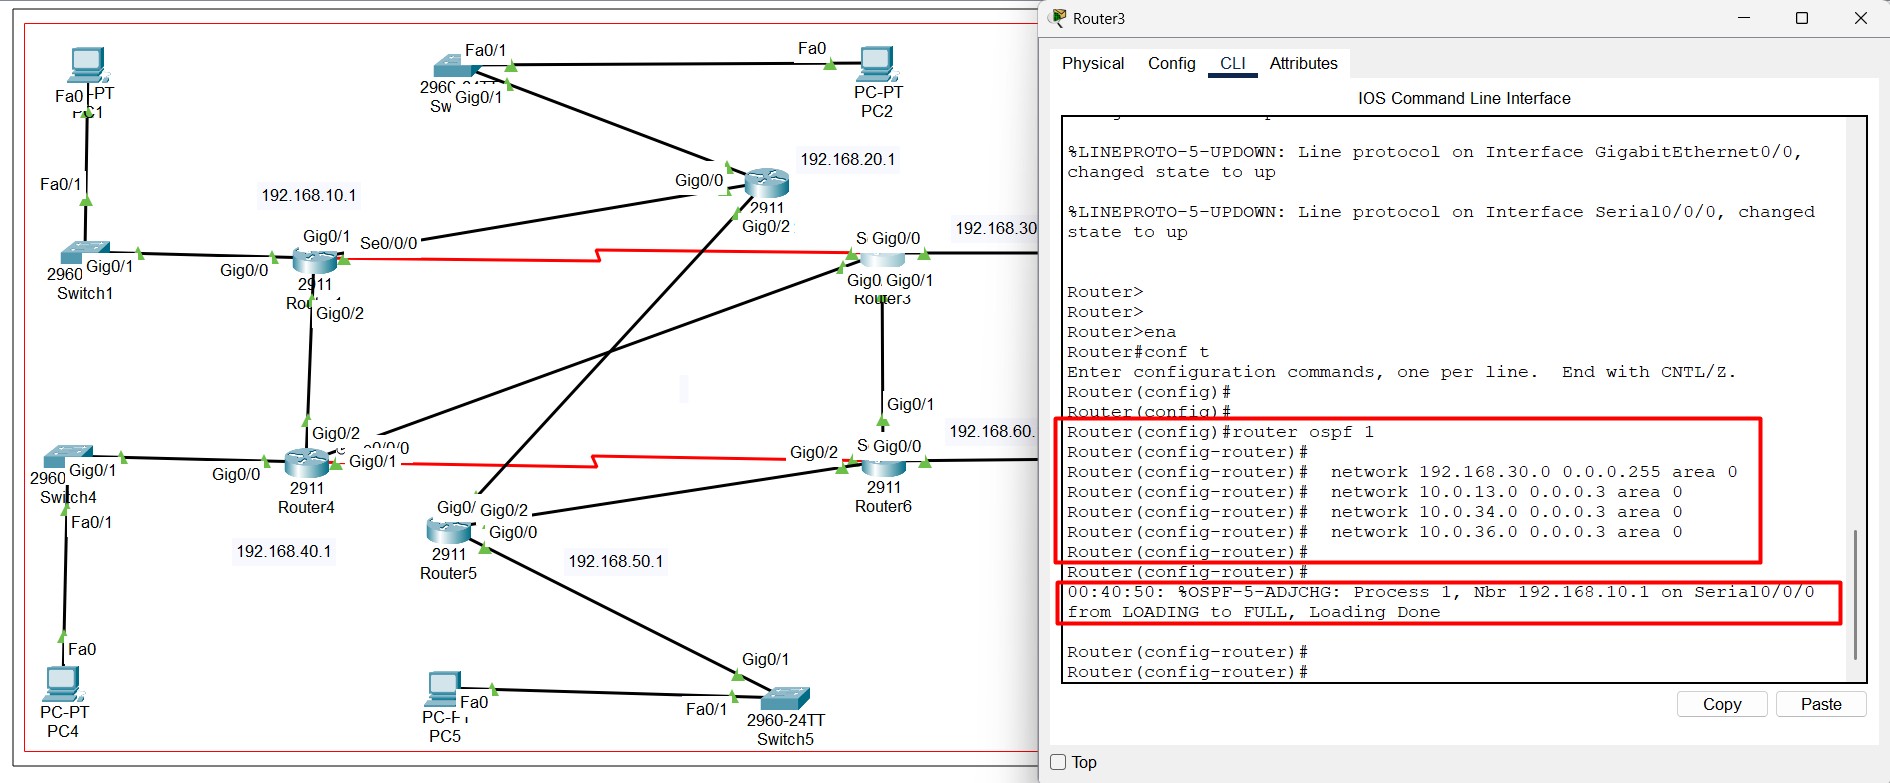 Fa0
-PT
PC1
Fa0/1
Gig0/1
2960
Switch1
192.168.10.1
Gig0/1
Se0/0/0
Gig0/0
2911
Gig0/2
Fa0/1
Gig0/1
Fa0
PC-PT
PC2
192.168.20.1
Gig0/0
2911
Gig0/2
192.168.30
Gig0/0
Gig0/1
Router3
Gig0/1
192.168.60.
Gig0/2
Gig0/0
2911
Router6
Gig0/2
Gig0/1
Gig0/0
2911
Router4
192.168.40.1
Gig0/1
2960
Switch4
Fa0/1
Fa0
PC-PT
PC4
Gig0/
Gig0/2
Gig0/0
2911
Router5
192.168.50.1
Gig0/1
Fa0/1
2960-24TT
Switch5
Fa0
PC5
Router3
Physical Config CLI Attributes
IOS Command Line Interface
%LINEPROTO-5-UPDOWN: Line protocol on Interface GigabitEthernet0/0,
changed state to up
%LINEPROTO-5-UPDOWN: Line protocol on Interface Serial0/0/0, changed
state to up
Router>
Router>
Router>ena
Router#conf t
Enter configuration commands, one per line.  End with CNTL/Z.
Router(config)#
Router(config)#
Router(config)#router ospf 1
Router(config-router)#
Router(config-router)#  network 192.168.30.0 0.0.0.255 area 0
Router(config-router)#  network 10.0.13.0 0.0.0.3 area 0
Router(config-router)#  network 10.0.34.0 0.0.0.3 area 0
Router(config-router)#  network 10.0.36.0 0.0.0.3 area 0
Router(config-router)#
Router(config-router)#
00:40:50: %OSPF-5-ADJCHG: Process 1, Nbr 192.168.10.1 on Serial0/0/0
from LOADING to FULL, Loading Done
Router(config-router)#
Router(config-router)#
Copy
Paste
Top